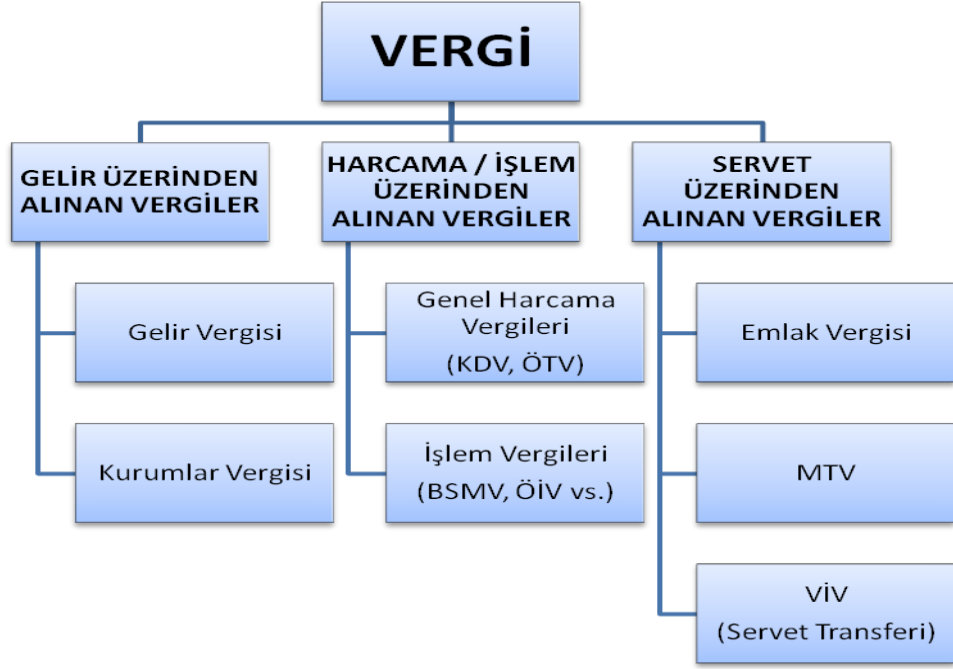 VERGİ
GELİR ÜZERİNDEN
ALINAN VERGİLER
HARCAMA / İŞLEM
ÜZERİNDEN
ALINAN VERGİLER
SERVET
ÜZERİNDEN
ALINAN VERGİLER
Gelir Vergisi
Kurumlar Vergisi
Genel Harcama
Vergileri
(KDV, ÖTV)
İşlem Vergileri
(BSMV, ÖİV vs.)
Emlak Vergisi
MTV
VİV
(Servet Transferi)